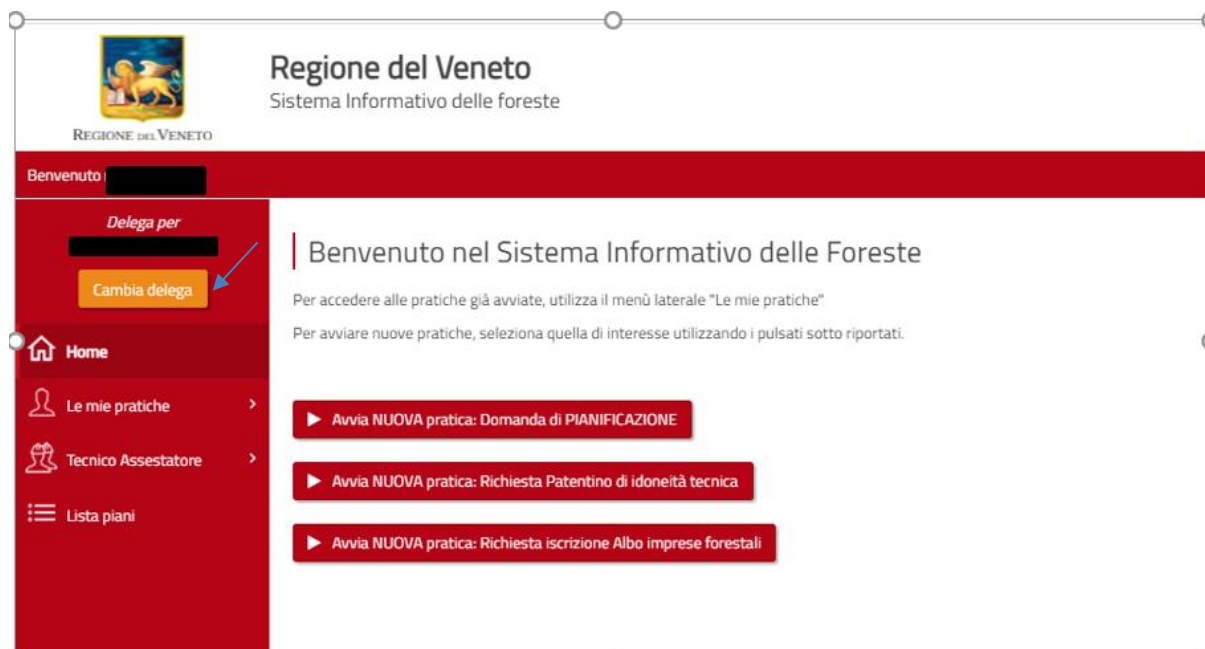 Regione del Veneto
Sistema Informativo delle foreste
REGIONE DEL VENETO
Benvenuto
Delega per
Cambia delega
Home
Le mie pratiche
Tecnico Assestatore
Lista piani
Benvenuto nel Sistema Informativo delle Foreste
Per accedere alle pratiche già avviate, utilizza il menù laterale "Le mie pratiche"
Per avviare nuove pratiche, seleziona quella di interesse utilizzando i pulsati sotto riportati.
Avvia NUOVA pratica: Domanda di PIANIFICAZIONE
Avvia NUOVA pratica: Richiesta Patentino di idoneità tecnica
Avvia NUOVA pratica: Richiesta iscrizione Albo imprese forestali